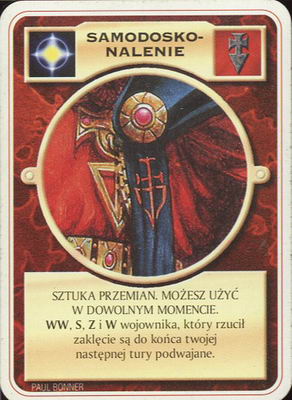 SAMODOSKO-
NALENIE
SZTUKA PRZEMIAN. MOŻESZ UŻYĆ
W DOWOLNYM MOMENCIE.
WW, S, Z i W wojownika, który rzucił
zaklęcie są do końca twojej
następnej tury podwajane.
PAUL BONNER